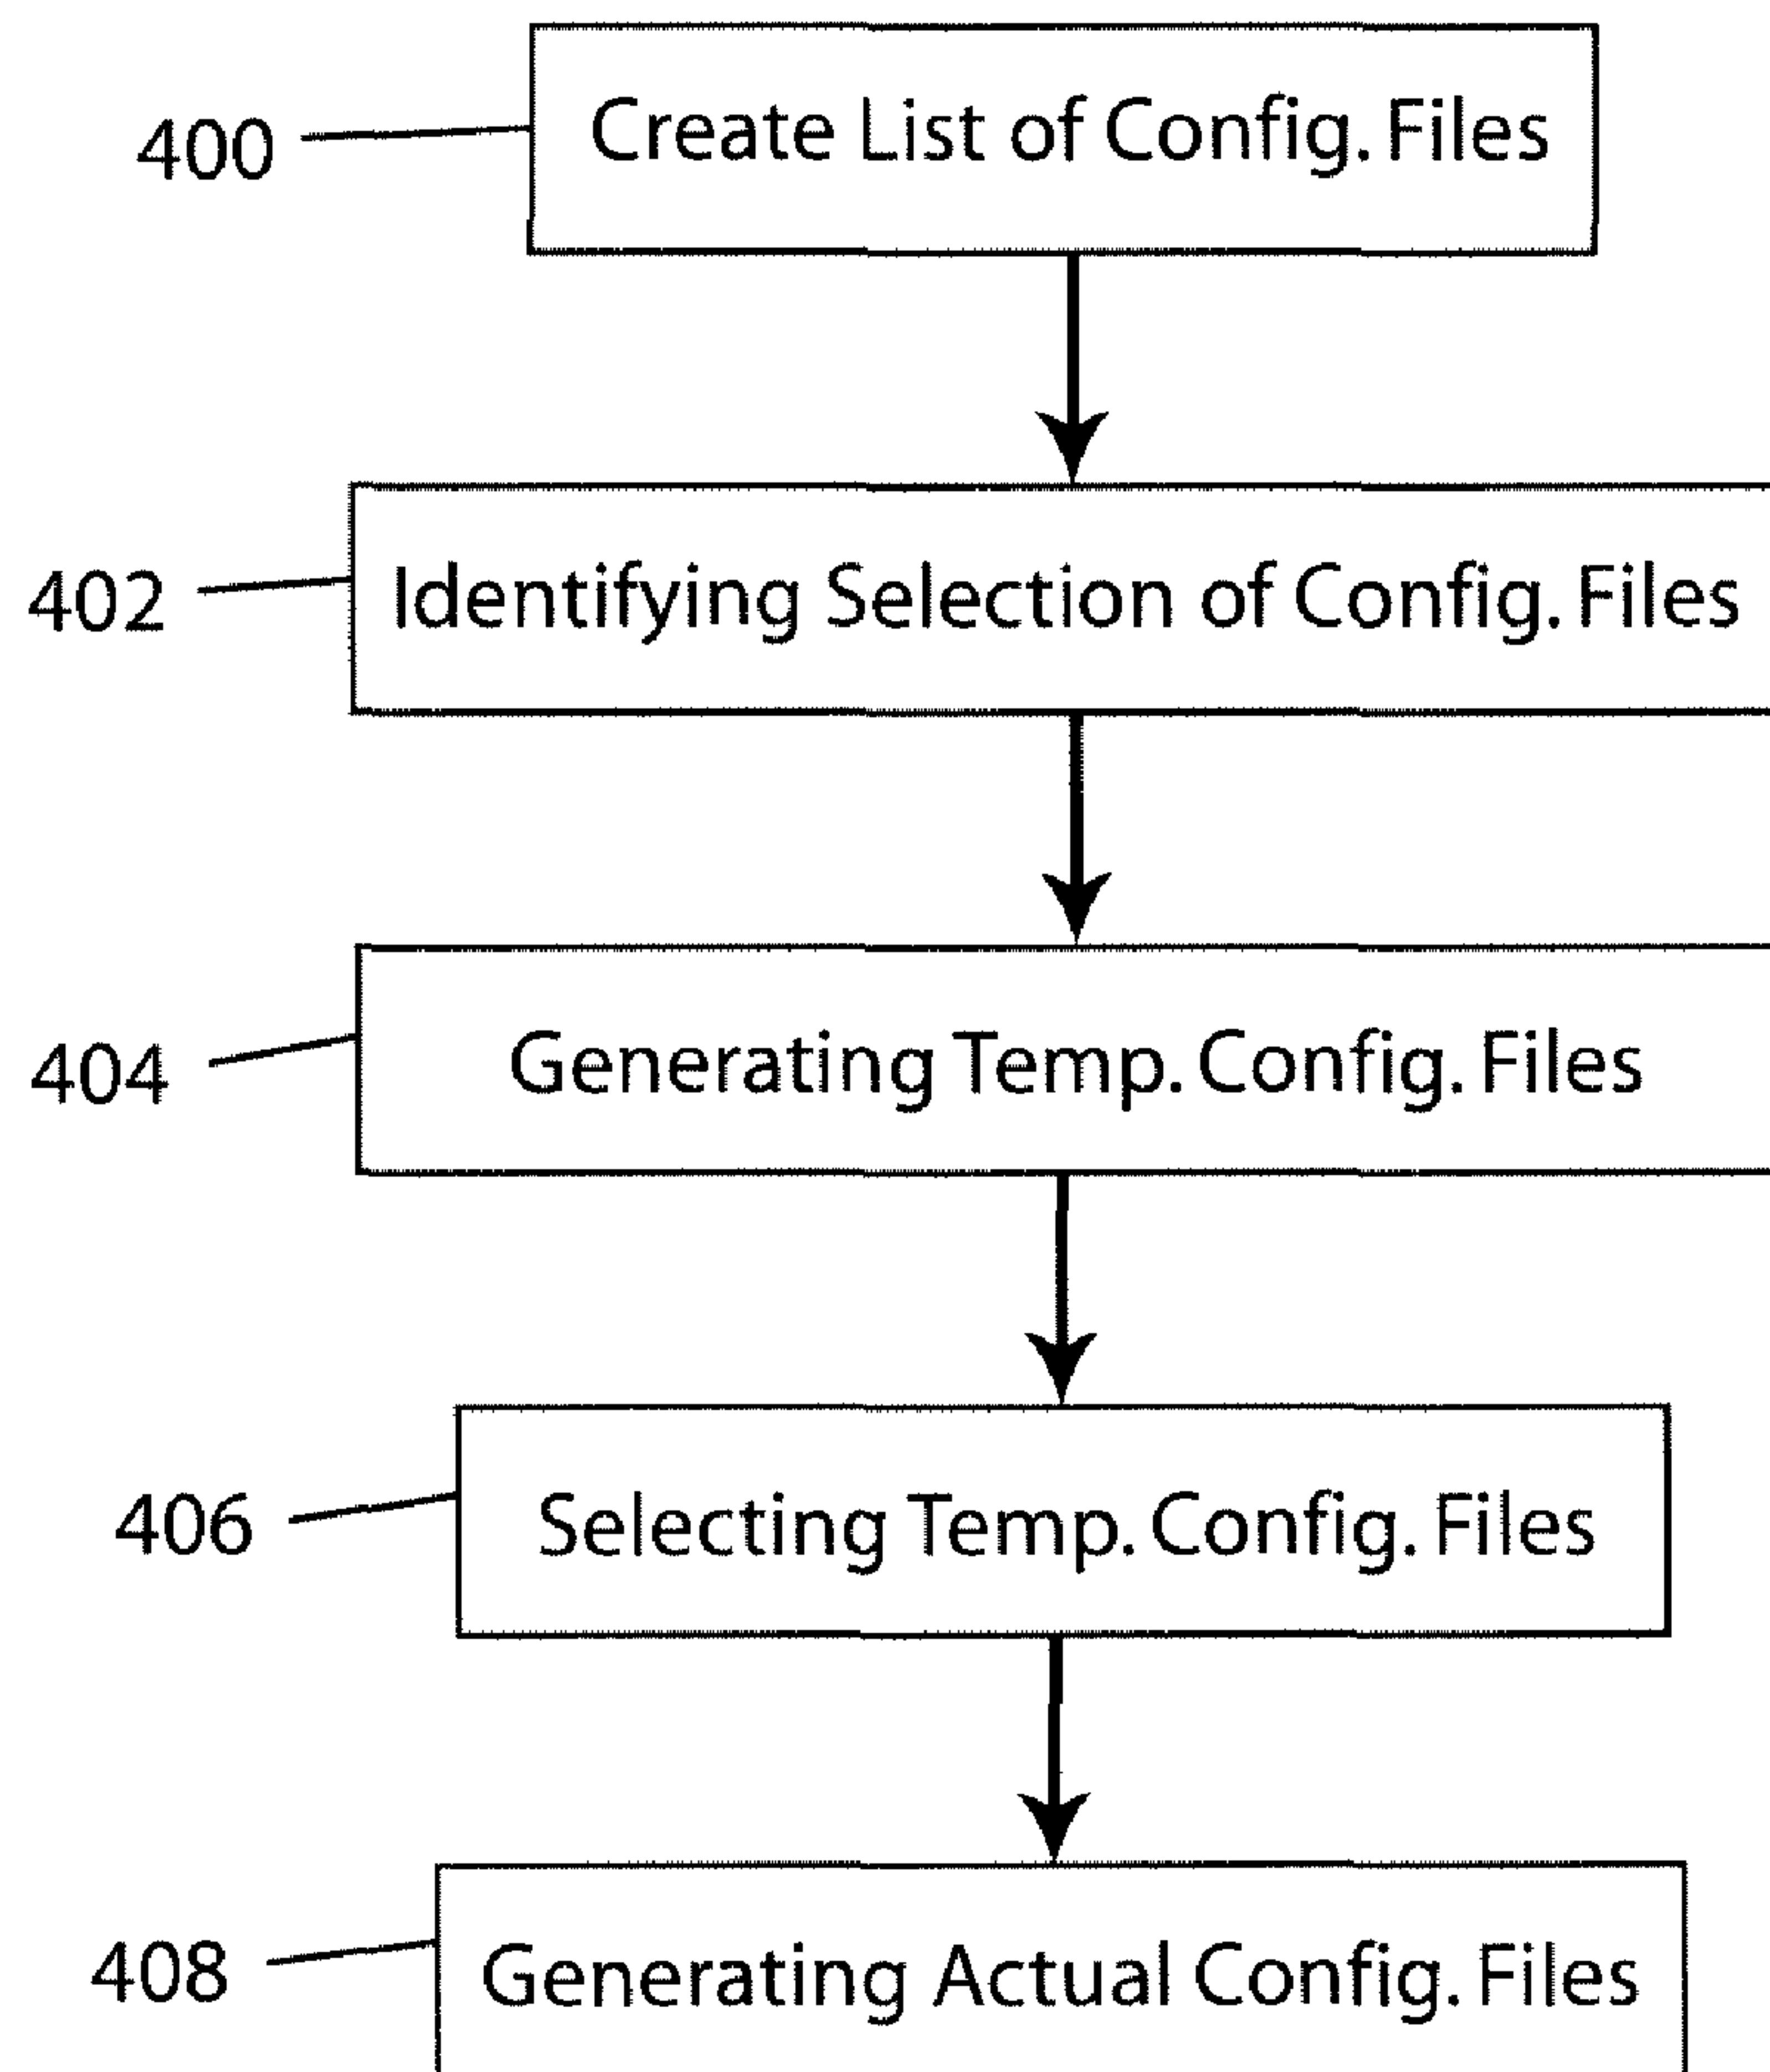 400 Create List of Config. Files
402 Identifying Selection of Config. Files
404 Generating Temp. Config. Files
406 Selecting Temp. Config. Files
408 Generating Actual Config. Files